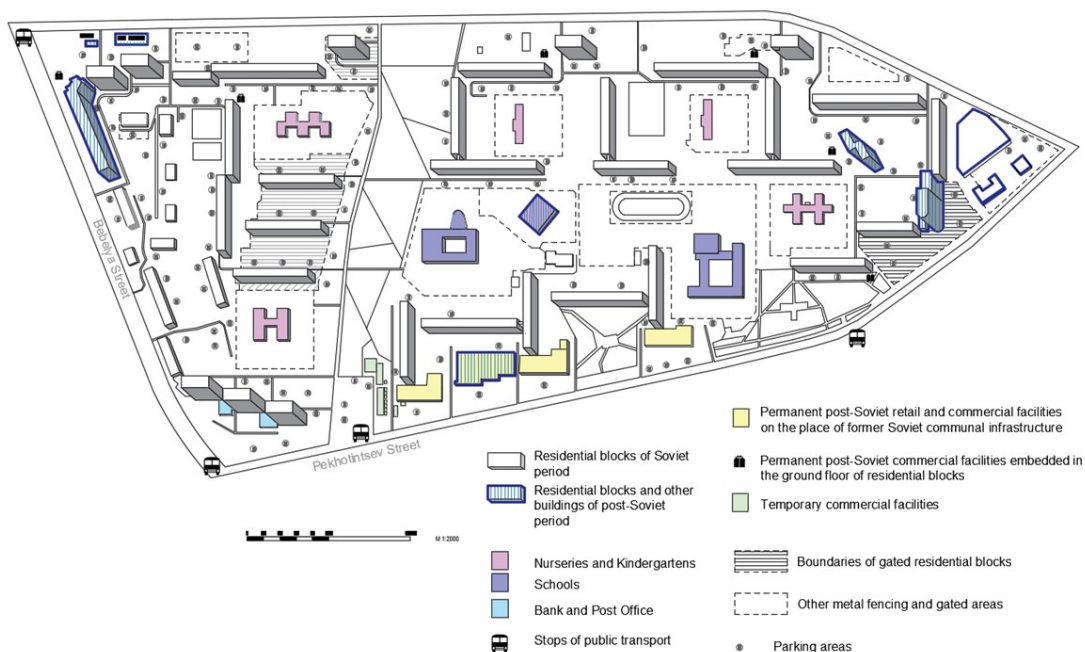 Bebelya Street
Pekhotintsev Street
M 1:2000
Residential blocks of Soviet
period
Residential blocks and other
buildings of post-Soviet
period
Nurseries and Kindergartens
Schools
Bank and Post Office
Stops of public transport
Permanent post-Soviet retail and commercial facilities
on the place of former Soviet communal infrastructure
Permanent post-Soviet commercial facilities embedded in
the ground floor of residential blocks
Temporary commercial facilities
Boundaries of gated residential blocks
Other metal fencing and gated areas
Parking areas